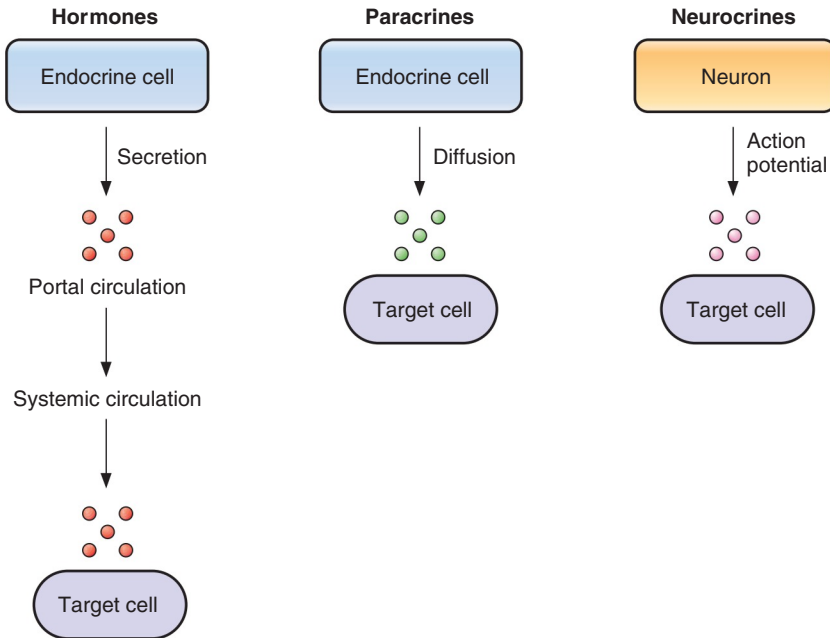 Hormones
Endocrine cell
Secretion
Portal circulation
Systemic circulation
Target cell
Paracrines
Endocrine cell
Diffusion
Target cell
Neurocrines
Neuron
Action
potential
Target cell